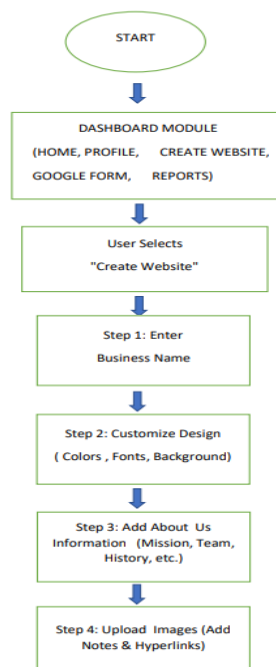 START
DASHBOARD MODULE
(HOME, PROFILE, CREATE WEBSITE,
GOOGLE FORM, REPORTS)
User Selects
"Create Website"
Step 1: Enter
Business Name
Step 2: Customize Design
( Colors , Fonts, Background)
Step 3: Add About Us
Information (Mission, Team,
History, etc.)
Step 4: Upload Images (Add
Notes & Hyperlinks)